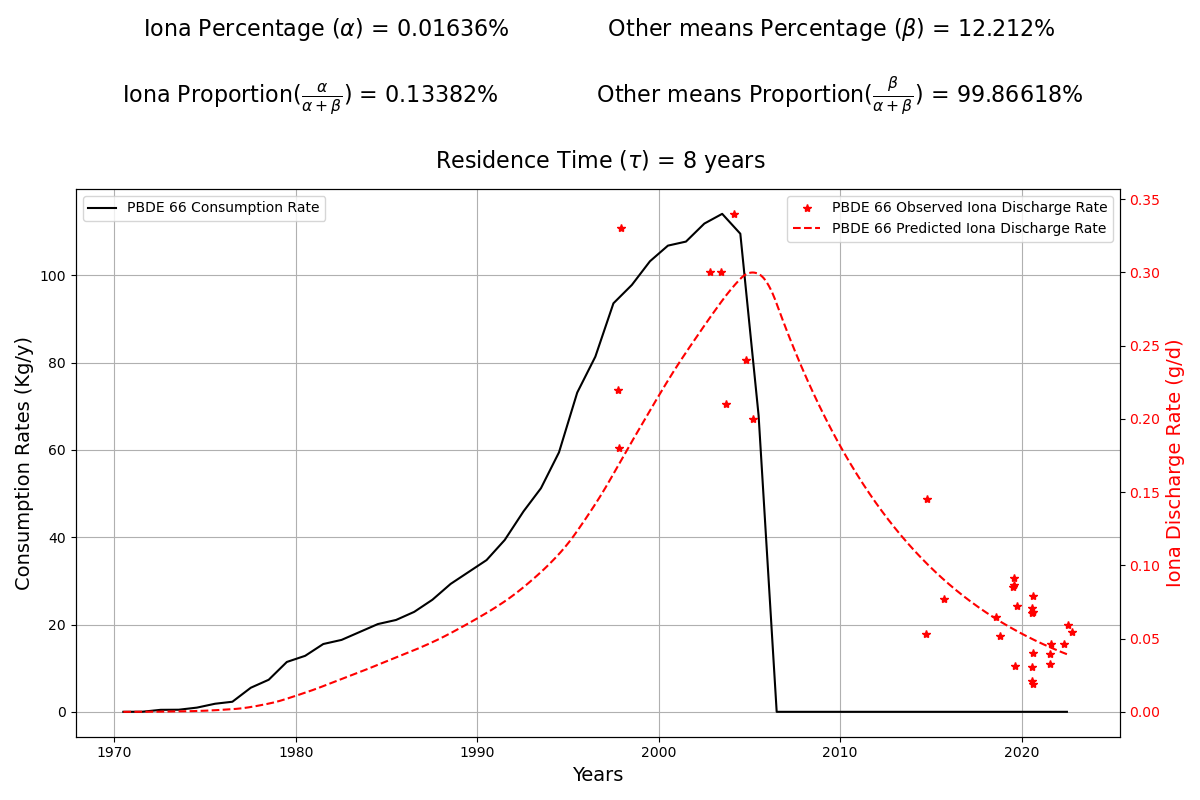 Iona Percentage (α) = 0.01636% Other means Percentage (β) = 12.212%
Iona Proportion(α/(α+β)) = 0.13382% Other means Proportion(β/(α+β)) = 99.86618%
Residence Time (τ) = 8 years
PBDE 66 Consumption Rate
PBDE 66 Observed Iona Discharge Rate
PBDE 66 Predicted Iona Discharge Rate
Consumption Rates (Kg/y)
100
80
60
40
20
0
0.35
0.30
0.25
0.20
0.15
0.10
0.05
0.00
Iona Discharge Rate (g/d)
1970 1980 1990 2000 2010 2020
Years